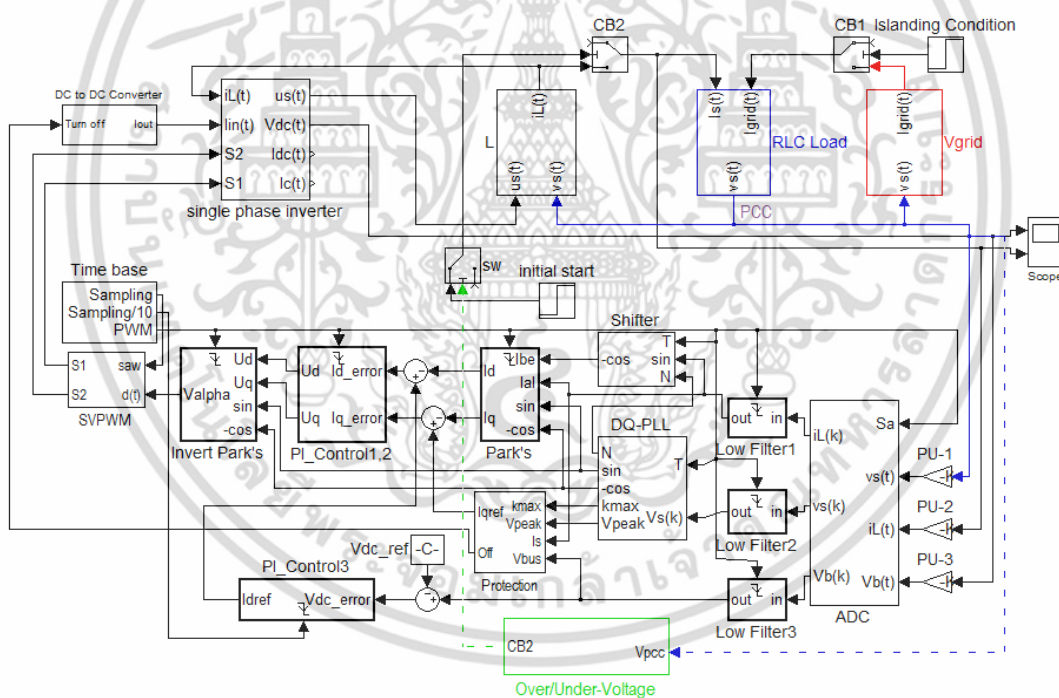 CB2
CB1 Islanding Condition
DC to DC Converter
Turn off Iout
iL(t) us(t)
Iin(t) Vdc(t)
S2 Idc(t)
S1 Ic(t)
single phase inverter
iL(t)
L
us(t) vs(t)
Is(t) Igrid(t)
RLC Load
vs(t)
Igrid(t)
Vgrid
vs(t)
PCC
Scope
sw
initial start
Time base
Sampling
Sampling/10
PWM
S1 saw
S2 d(t)
SVPWM
Ud
Uq
Valpha
sin
-cos
Invert Park's
Ud Id_error
Uq Iq_error
PI_Control1,2
Id Ibe
Ial
Iq sin
-cos
Park's
Shifter
T
-cos sin
N
DQ-PLL
N
sin T
-cos
kmax
Vpeak Vs(k)
out in
Low Filter1
out in
Low Filter2
out in
Low Filter3
Sa
iL(k)
vs(t)
vs(k)
iL(t)
Vb(k) Vb(t)
ADC
PU-1
PU-2
PU-3
kmax
Iqref Vpeak
Is
Off Vbus
Protection
Vdc_ref -C-
PI_Control3
Idref Vdc_error
CB2 Vpcc
Over/Under-Voltage